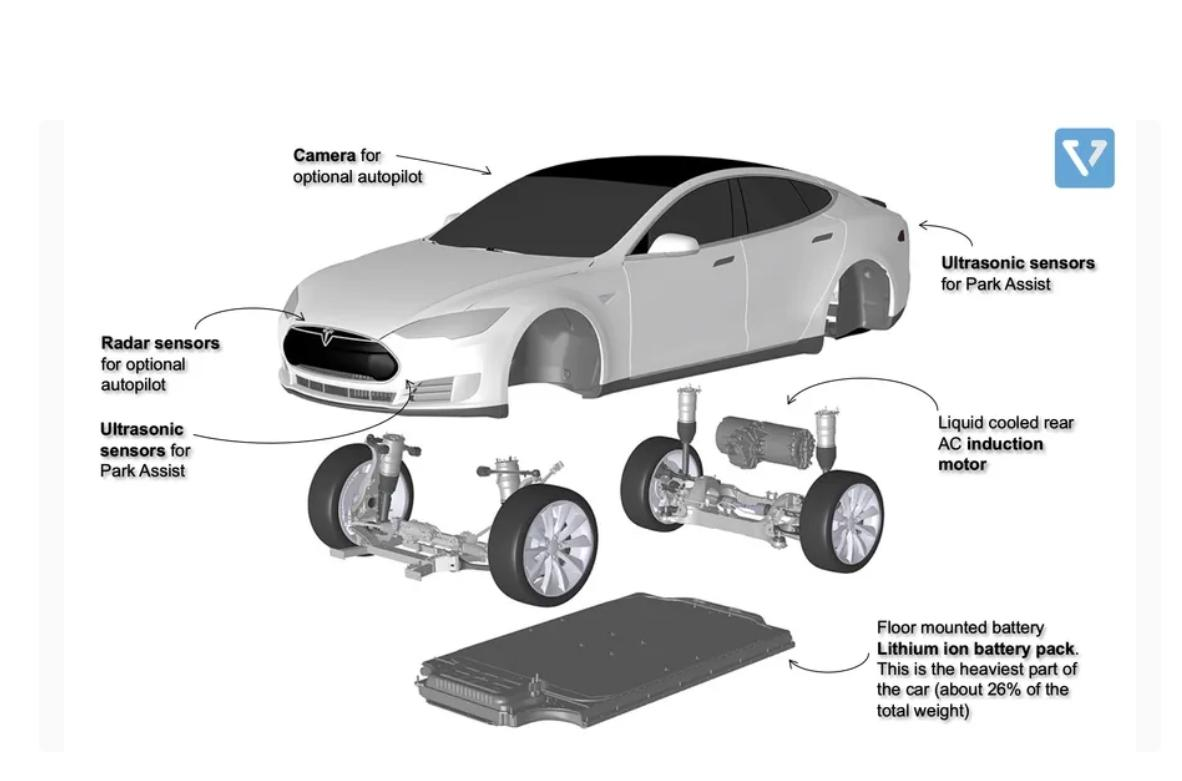 Camera for
optional autopilot
Ultrasonic sensors
for Park Assist
Radar sensors
for optional
autopilot
Ultrasonic
sensors for
Park Assist
Liquid cooled rear
AC induction
motor
Floor mounted battery
Lithium ion battery pack.
This is the heaviest part of
the car (about 26% of the
total weight)